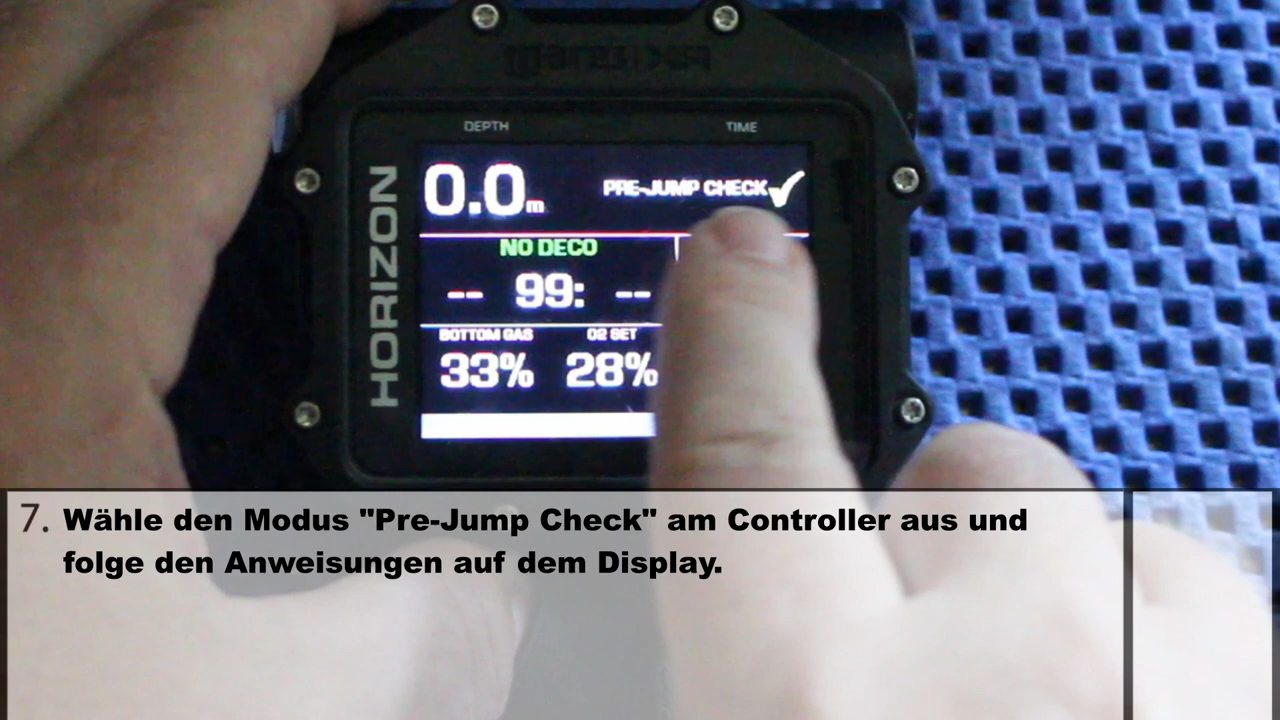 DEPTH TIME
0.0m PRE-JUMP CHECK
NO DECO
-- 99: --
BOTTOM GAS O2 SET
33% 28%
HORIZON
7. Wähle den Modus "Pre-Jump Check" am Controller aus und
folge den Anweisungen auf dem Display.